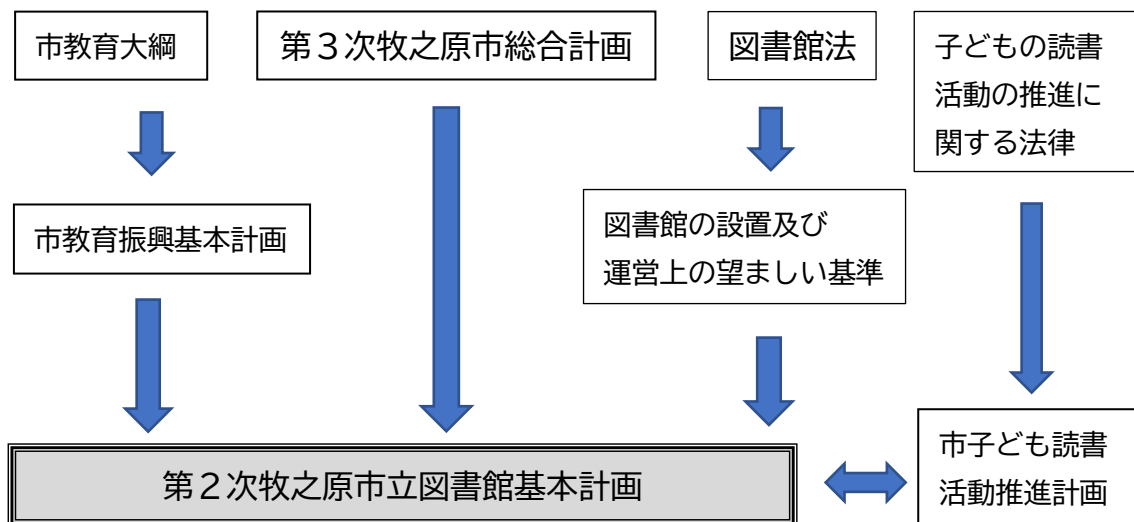 市教育大綱
第３次牧之原市総合計画
図書館法
子どもの読書
活動の推進に
関する法律
市教育振興基本計画
図書館の設置及び
運営上の望ましい基準
第２次牧之原市立図書館基本計画
市子ども読書
活動推進計画